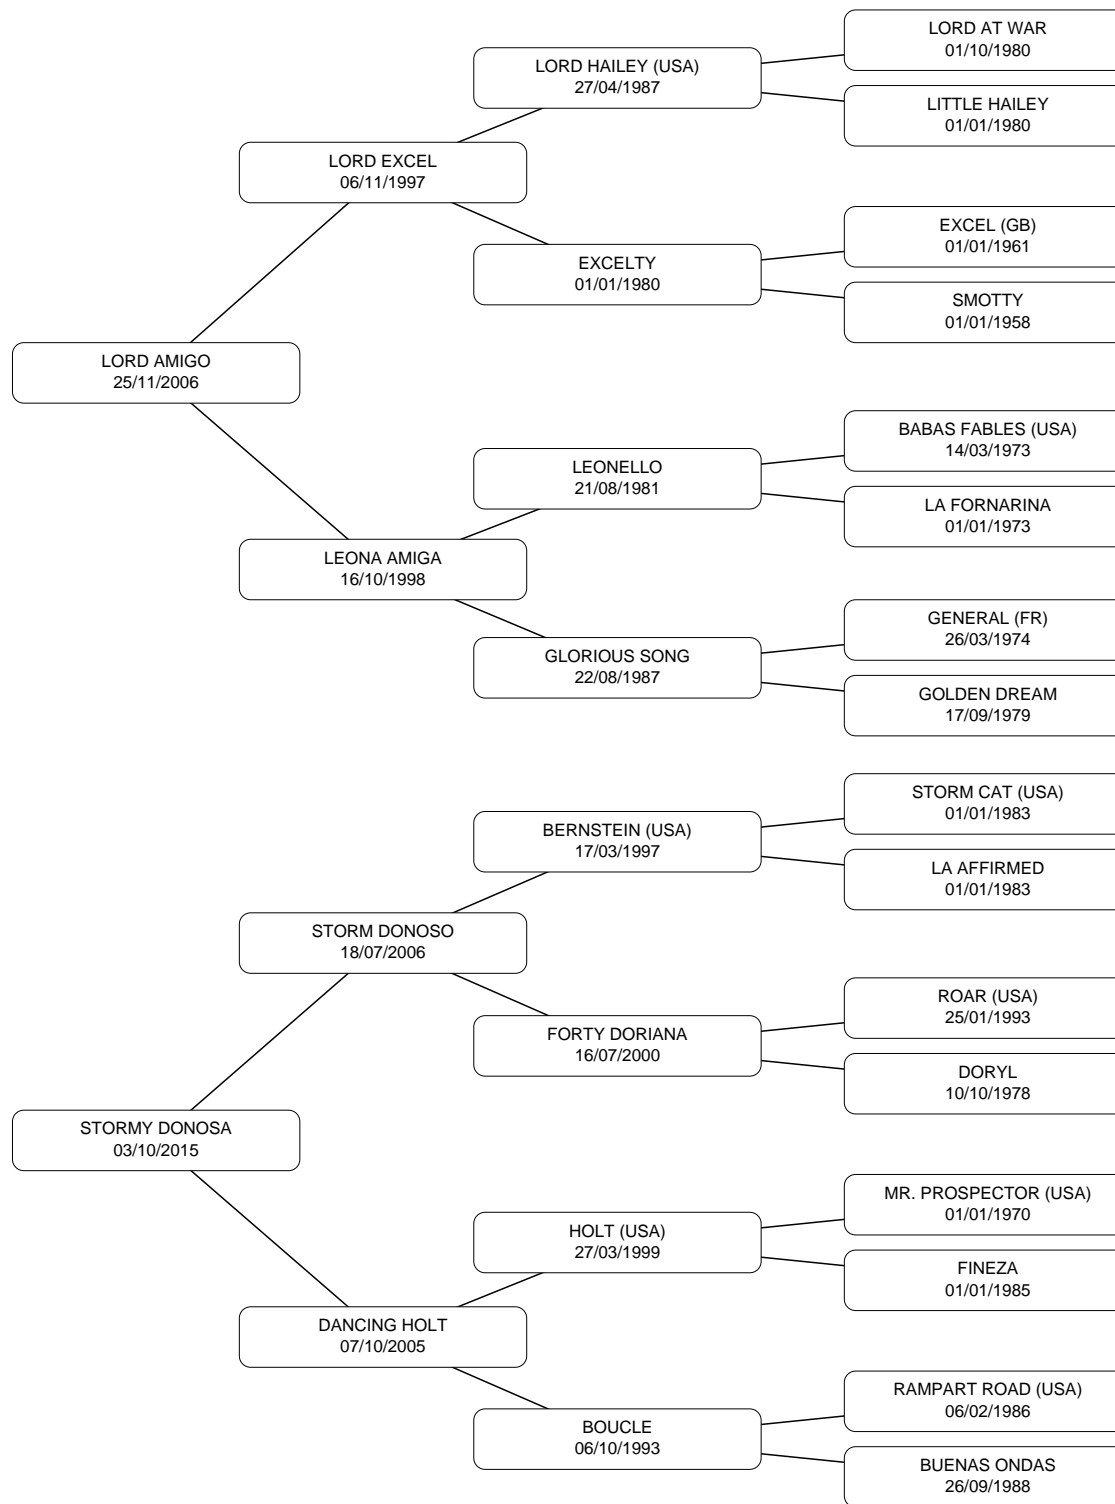 LORD AT WAR
01/10/1980
LORD HAILEY (USA)
27/04/1987
LITTLE HAILEY
01/01/1980
LORD EXCEL
06/11/1997
EXCEL (GB)
01/01/1961
EXCELTY
01/01/1980
SMOTTY
01/01/1958
LORD AMIGO
25/11/2006
BABAS FABLES (USA)
14/03/1973
LEONELLO
21/08/1981
LA FORNARINA
01/01/1973
LEONA AMIGA
16/10/1998
GENERAL (FR)
26/03/1974
GLORIOUS SONG
22/08/1987
GOLDEN DREAM
17/09/1979
STORM CAT (USA)
01/01/1983
BERNSTEIN (USA)
17/03/1997
LA AFFIRMED
01/01/1983
STORM DONOSO
18/07/2006
ROAR (USA)
25/01/1993
FORTY DORIANA
16/07/2000
DORYL
10/10/1978
STORMY DONOSA
03/10/2015
MR. PROSPECTOR (USA)
01/01/1970
HOLT (USA)
27/03/1999
FINEZA
01/01/1985
DANCING HOLT
07/10/2005
RAMPART ROAD (USA)
06/02/1986
BOUCLE
06/10/1993
BUENAS ONDAS
26/09/1988